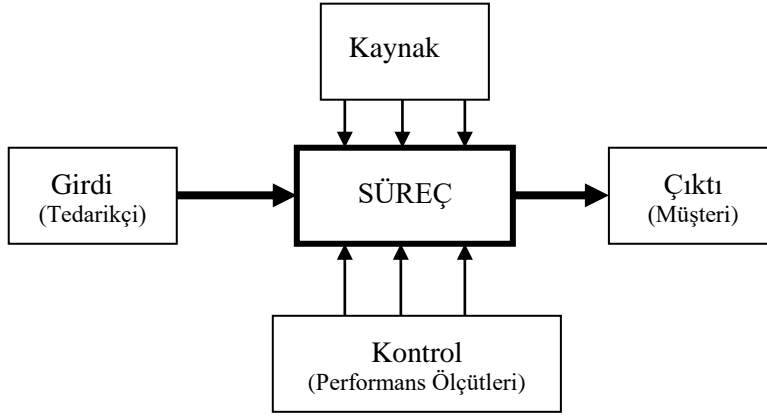 Kaynak
Girdi
(Tedarikçi)
SÜREÇ
Çıktı
(Müşteri)
Kontrol
(Performans Ölçütleri)